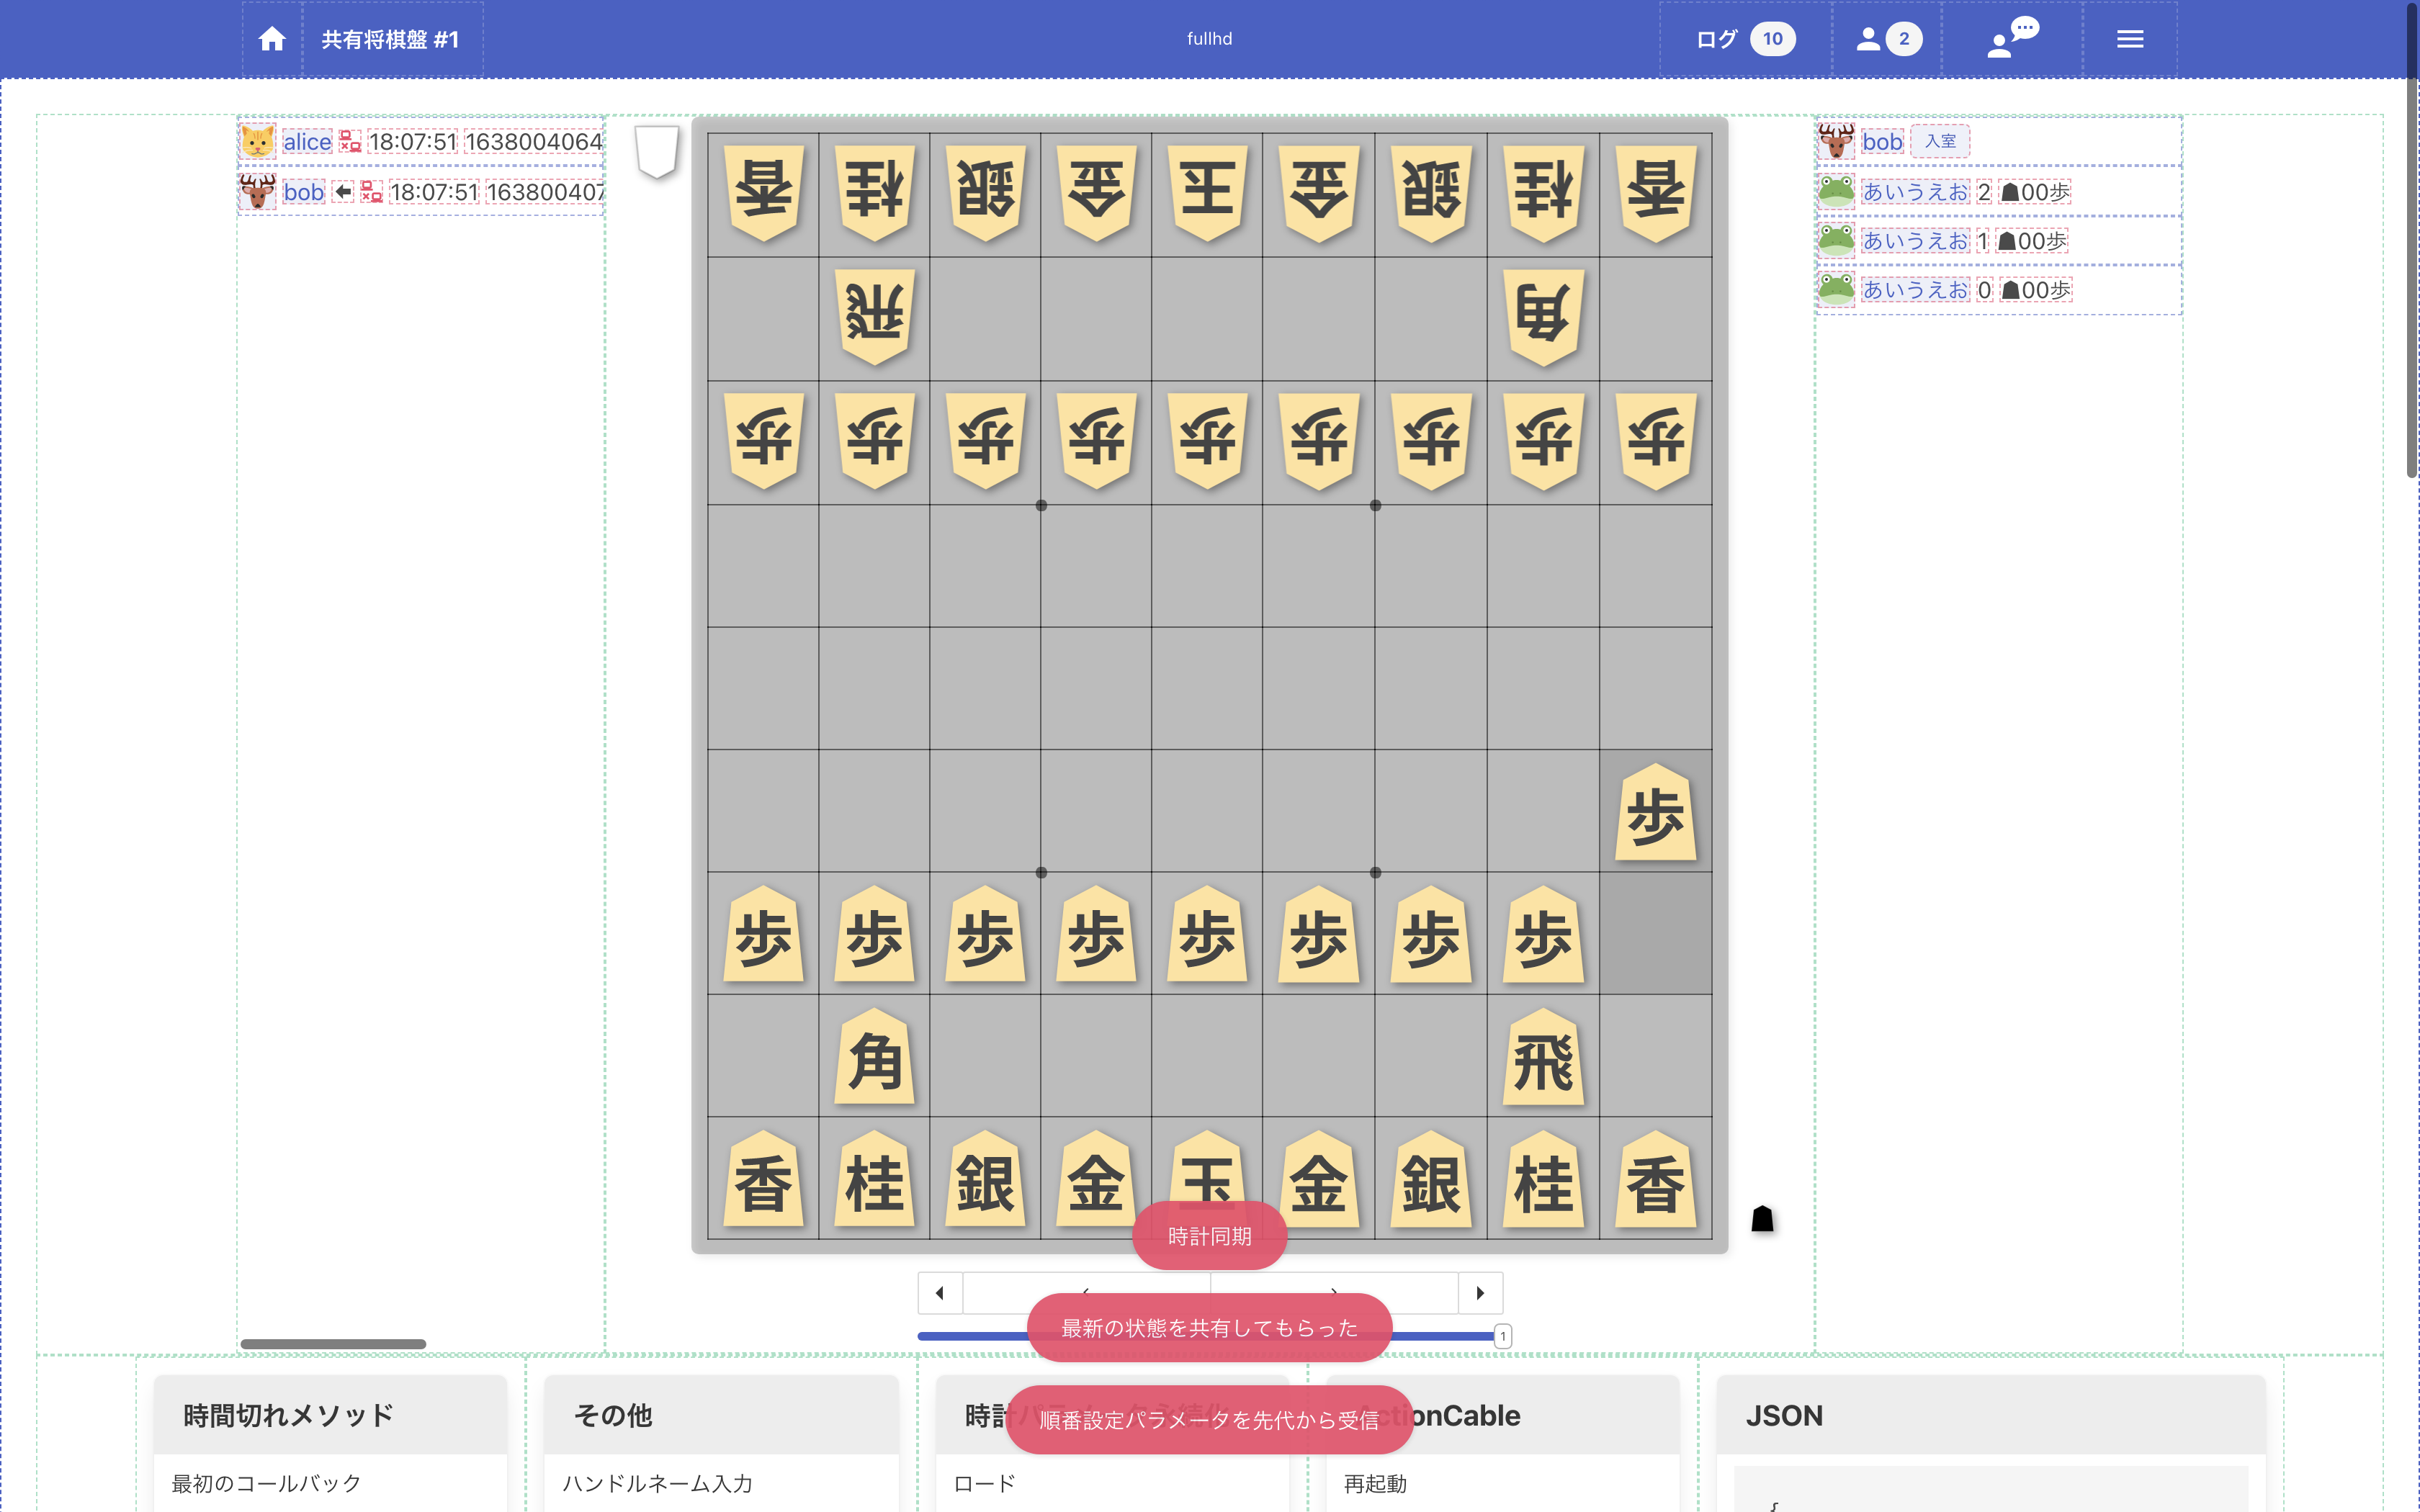 共有将棋盤 #1
fullhd
ログ 10
2
alice 18:07:51 1638004064
bob 18:07:51 163800407
bob 入室
あいうえお 2 ☗00歩
あいうえお 1 ☗00歩
あいうえお 0 ☗00歩
香 桂 銀 金 玉 金 銀 桂 香
飛 角
歩 歩 歩 歩 歩 歩 歩 歩 歩
歩
歩 歩 歩 歩 歩 歩 歩 歩
角 飛
香 桂 銀 金 玉 金 銀 桂 香
時計同期
最新の状態を共有してもらった
1
順番設定パラメータを先代から受信
時間切れメソッド
その他
時計
onCable
JSON
最初のコールバック
ハンドルネーム入力
ロード
再起動
{